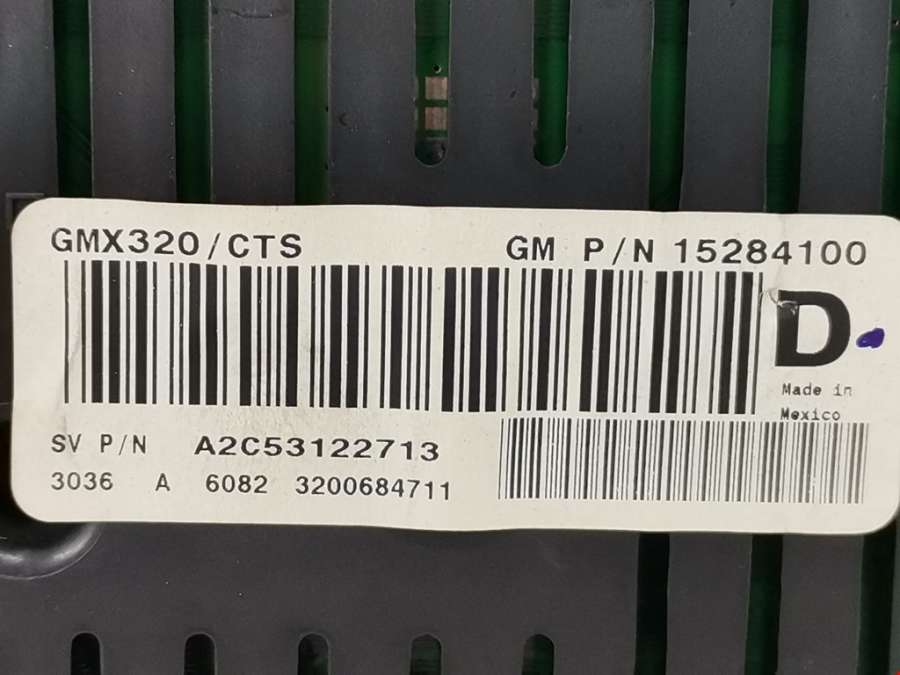 GMX320/CTS GM P/N 15284100
D
Made in
Mexico
SV P/N A2C53122713
3036 A 6082 3200684711